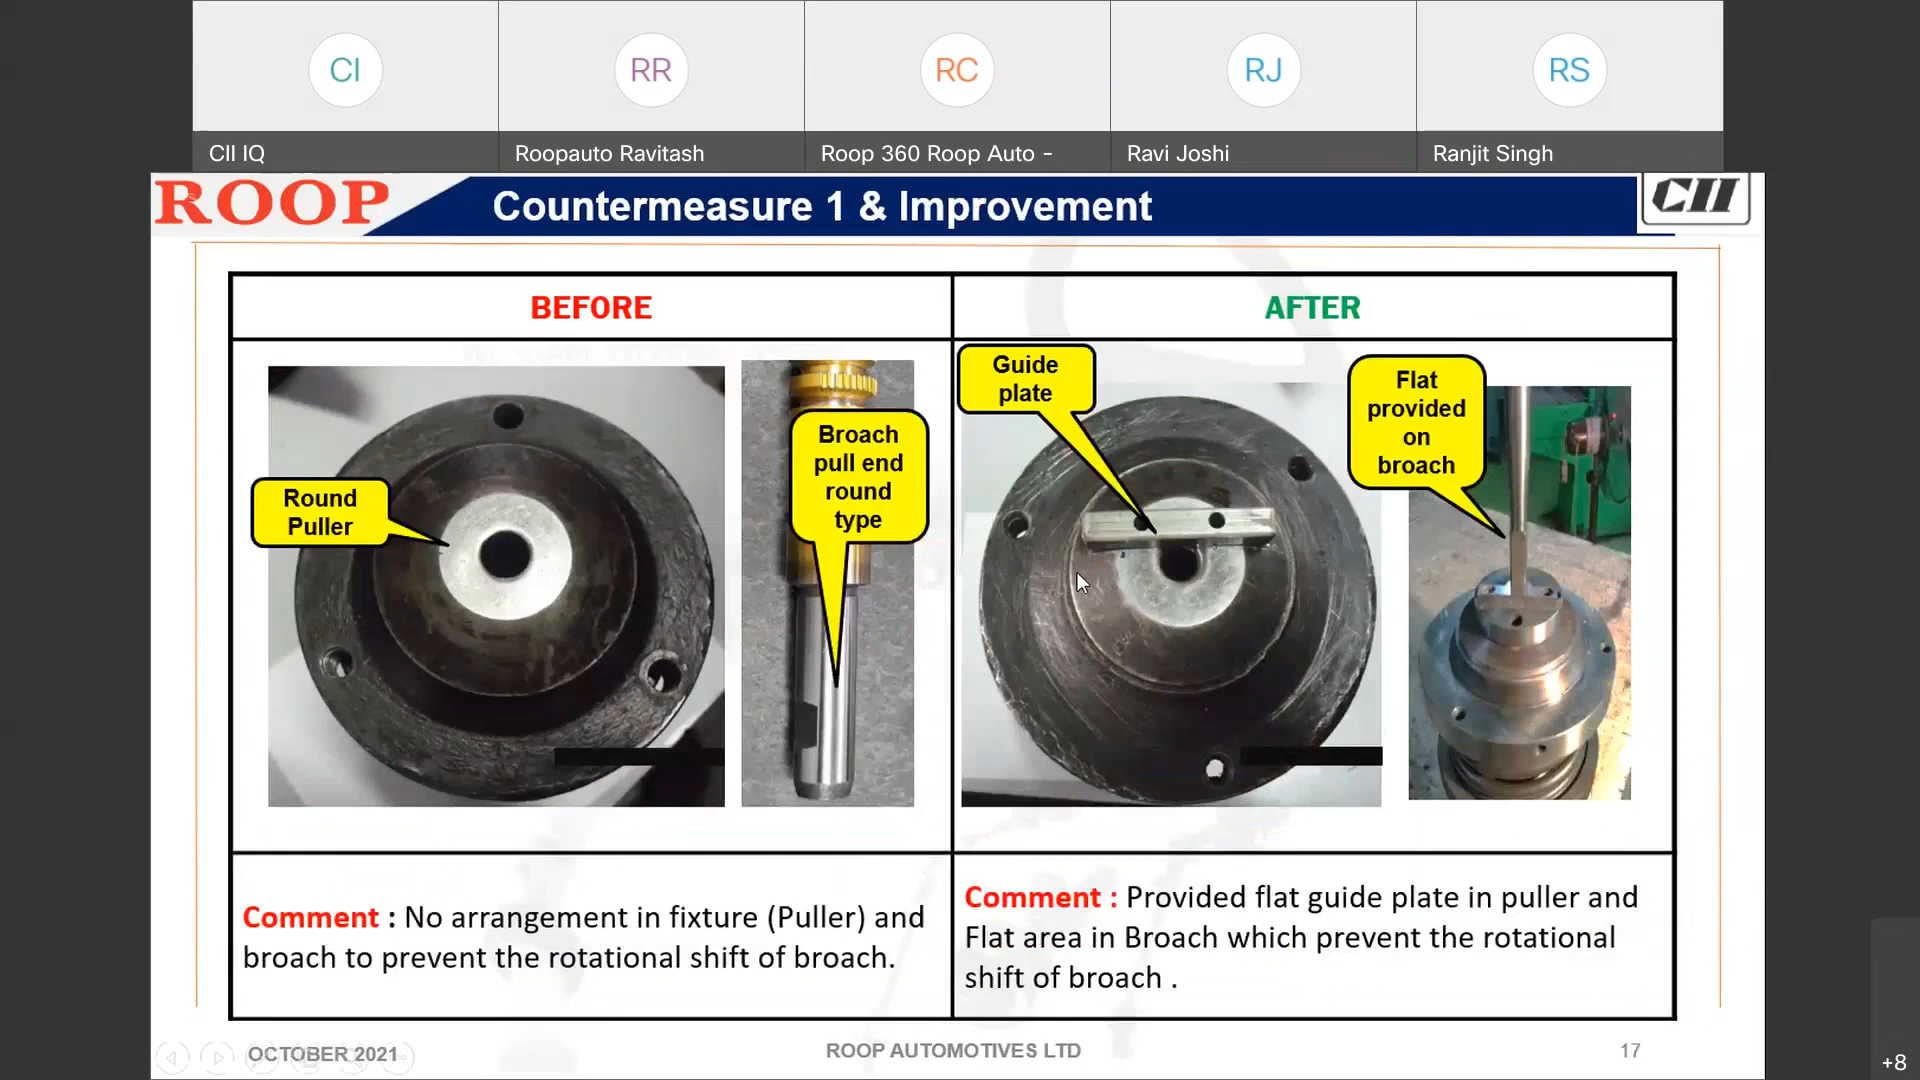 CI
RR
RC
RJ
RS
CII IQ
Roopauto Ravitash
Roop 360 Roop Auto -
Ravi Joshi
Ranjit Singh
ROOP
Countermeasure 1 & Improvement
CII
BEFORE
AFTER
Round
Puller
Broach
pull end
round
type
Guide
plate
Flat
provided
on
broach
Comment : No arrangement in fixture (Puller) and
broach to prevent the rotational shift of broach.
Comment : Provided flat guide plate in puller and
Flat area in Broach which prevent the rotational
shift of broach .
OCTOBER 2021
ROOP AUTOMOTIVES LTD
17
+8